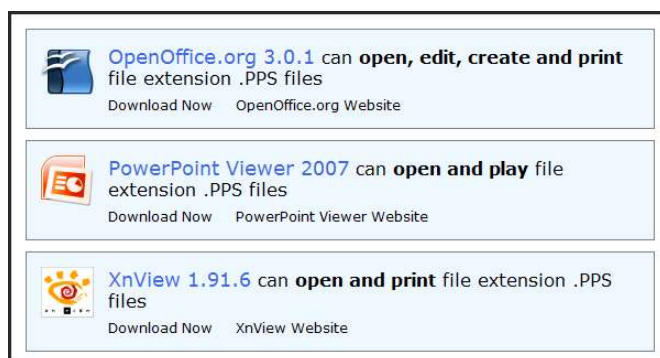 OpenOffice.org 3.0.1 can open, edit, create and print
file extension .PPS files
Download Now OpenOffice.org Website
PowerPoint Viewer 2007 can open and play file
extension .PPS files
Download Now PowerPoint Viewer Website
XnView 1.91.6 can open and print file extension .PPS
files
Download Now XnView Website